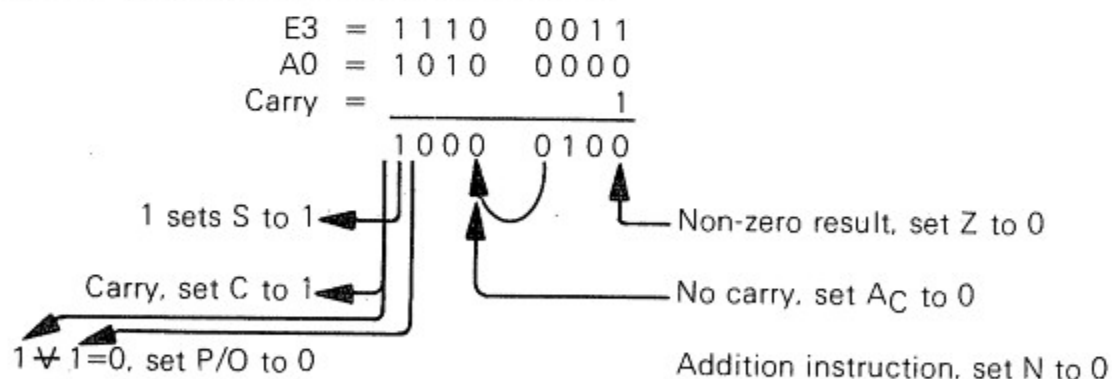 E3 = 1110 0011
A0 = 1010 0000
Carry = 1
1000 0100
1 sets S to 1
Non-zero result, set Z to 0
Carry, set C to 1
No carry, set AC to 0
1 ⊻ 1=0, set P/O to 0
Addition instruction, set N to 0